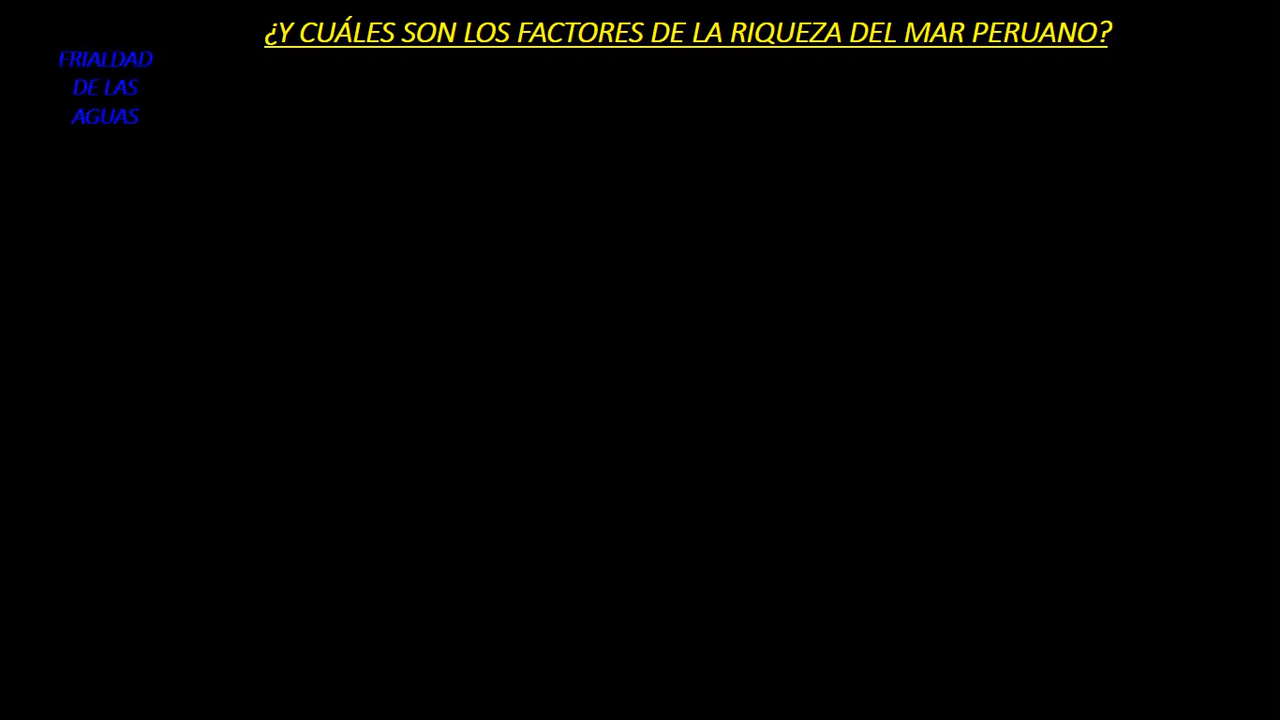 ¿Y CUÁLES SON LOS FACTORES DE LA RIQUEZA DEL MAR PERUANO?
FRIALDAD
DE LAS
AGUAS